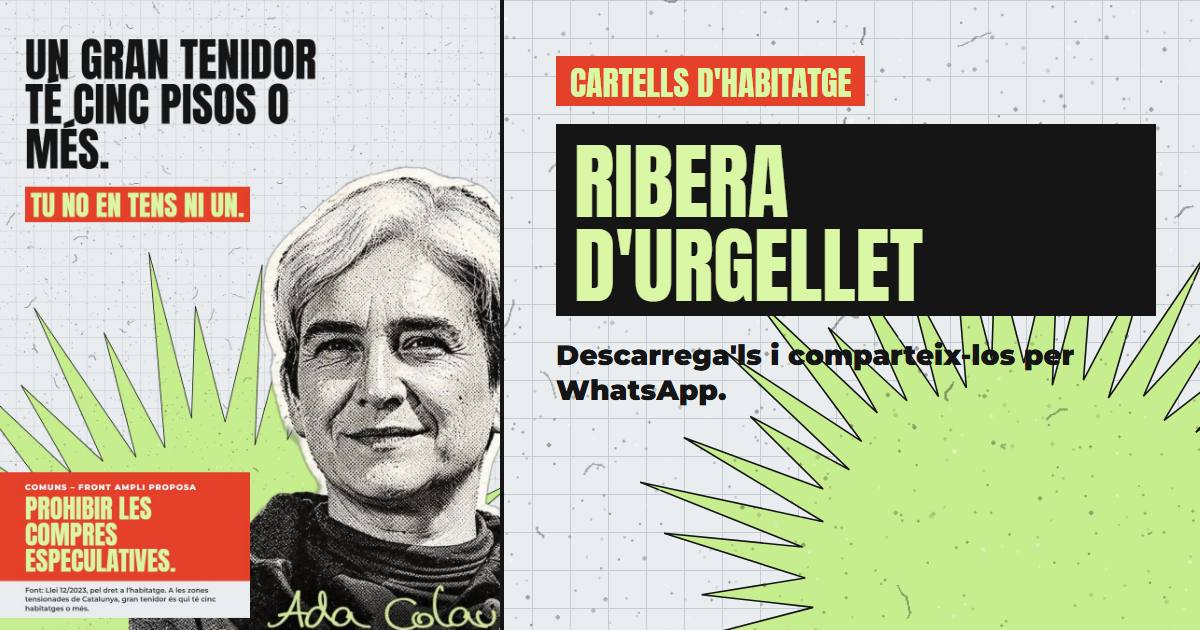 UN GRAN TENIDOR
TÉ CINC PISOS O
MÉS.
TU NO EN TENS NI UN.
COMUNS – FRONT AMPLI PROPOSA
PROHIBIR LES
COMPRES
ESPECULATIVES.
Font: Llei 12/2023, pel dret a l'habitatge. A les zones
tensionades de Catalunya, gran tenidor és qui té cinc
habitatges o més.
Ada Colau
CARTELLS D'HABITATGE
RIBERA
D'URGELLET
Descarrega'ls i comparteix-los per
WhatsApp.